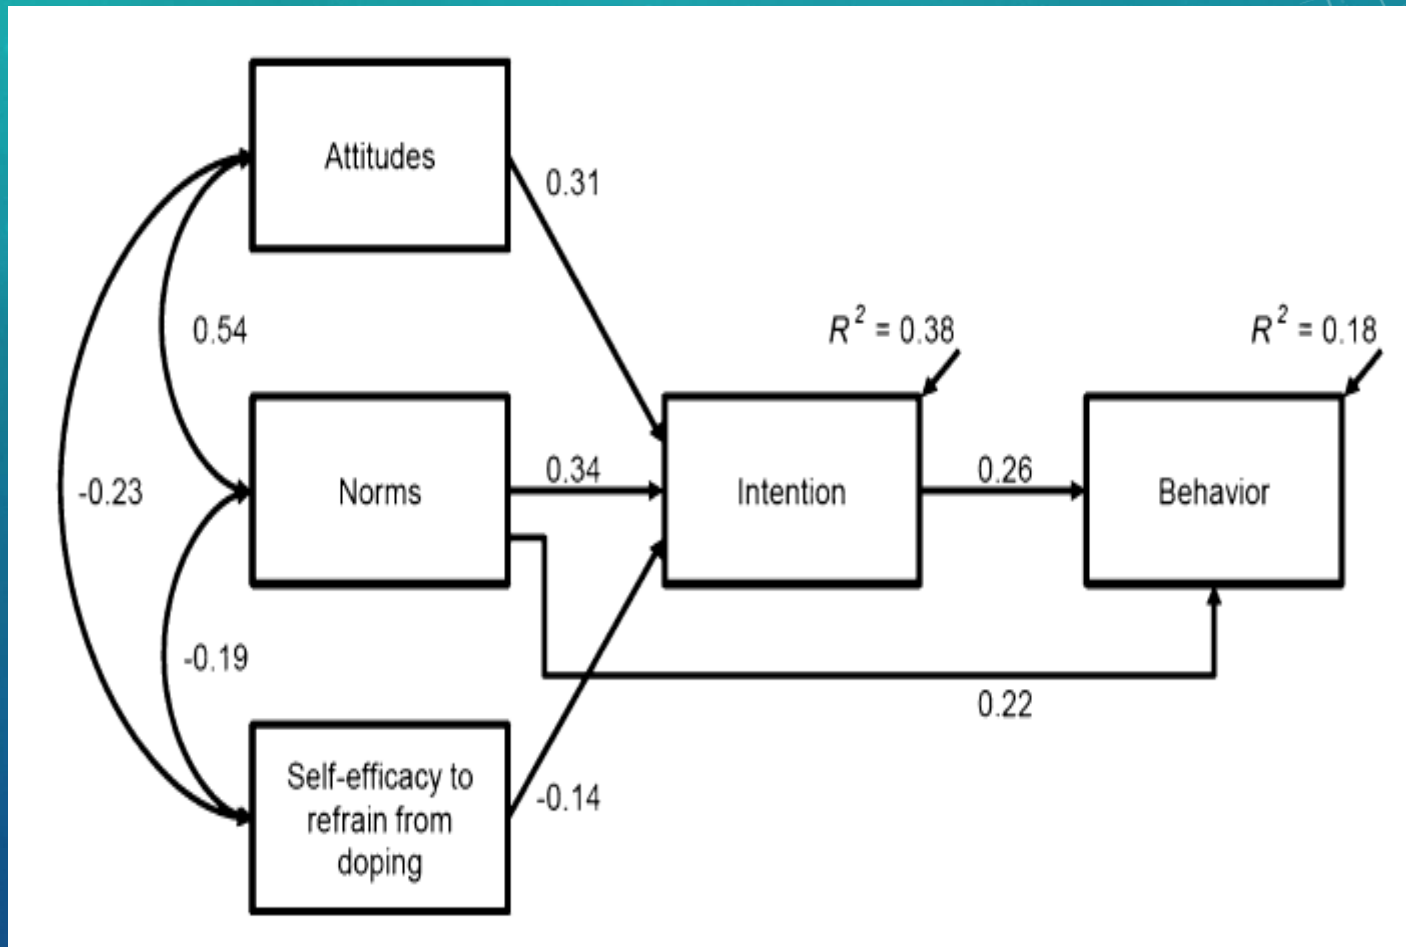 Attitudes
0.31
0.54
R² = 0.38
R² = 0.18
-0.23
Norms
0.34
Intention
0.26
Behavior
-0.19
0.22
Self-efficacy to
refrain from
doping
-0.14